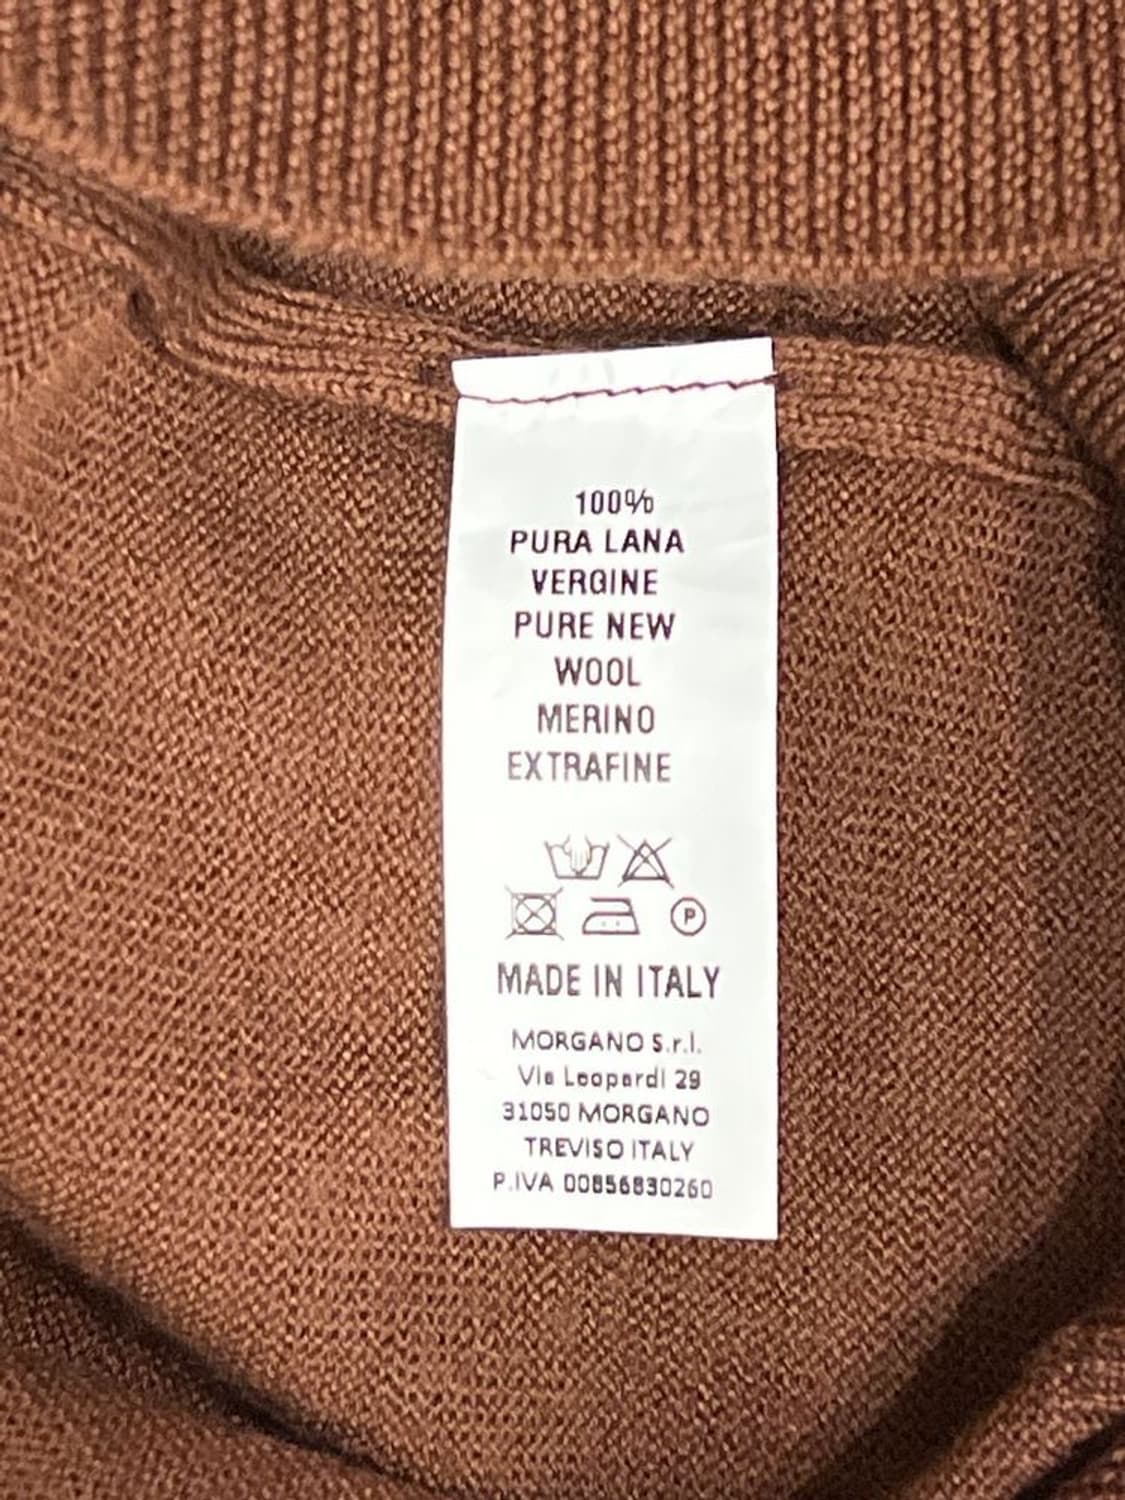 100%
PURA LANA
VERGINE
PURE NEW
WOOL
MERINO
EXTRAFINE
P
MADE IN ITALY
MORGANO S.r.l.
Via Leopardi 29
31050 MORGANO
TREVISO ITALY
P.IVA 00856830260